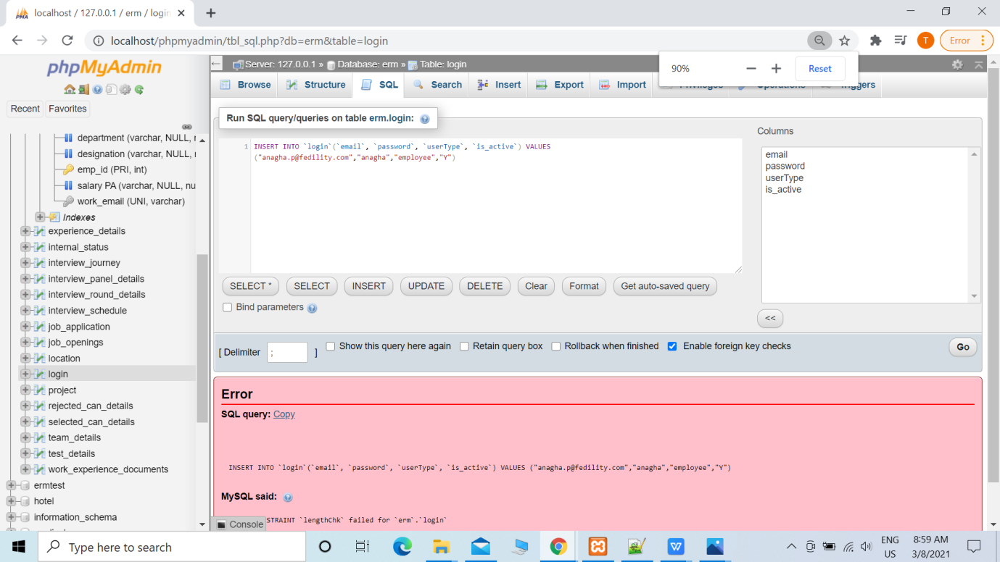 localhost / 127.0.0.1 / erm / login
localhost/phpmyadmin/tbl_sql.php?db=erm&table=login
T
Error
90%
Reset
phpMyAdmin
Recent
Favorites
department (varchar, NULL,
designation (varchar, NULL,
emp_id (PRI, int)
salary PA (varchar, NULL, nu
work_email (UNI, varchar)
Indexes
experience_details
internal_status
interview_journey
interview_panel_details
interview_round_details
interview_schedule
job_application
job_openings
location
login
project
rejected_can_details
selected_can_details
team_details
test_details
work_experience_documents
ermtest
hotel
information_schema
Server: 127.0.0.1 » Database: erm » Table: login
Browse
Structure
SQL
Search
Insert
Export
Import
Privileges
Operations
Triggers
Run SQL query/queries on table erm.login:
1 INSERT INTO `login`(`email`, `password`, `userType`, `is_active`) VALUES
("anagha.p@fedility.com","anagha","employee","Y")
Columns
email
password
userType
is_active
SELECT *
SELECT
INSERT
UPDATE
DELETE
Clear
Format
Get auto-saved query
Bind parameters
<<
[ Delimiter ; ]
Show this query here again
Retain query box
Rollback when finished
Enable foreign key checks
Go
Error
SQL query: Copy
INSERT INTO `login`(`email`, `password`, `userType`, `is_active`) VALUES ("anagha.p@fedility.com","anagha","employee","Y")
MySQL said:
STRAINT `lengthChk` failed for `erm`.`login`
Console
Type here to search
ENG
US
8:59 AM
3/8/2021